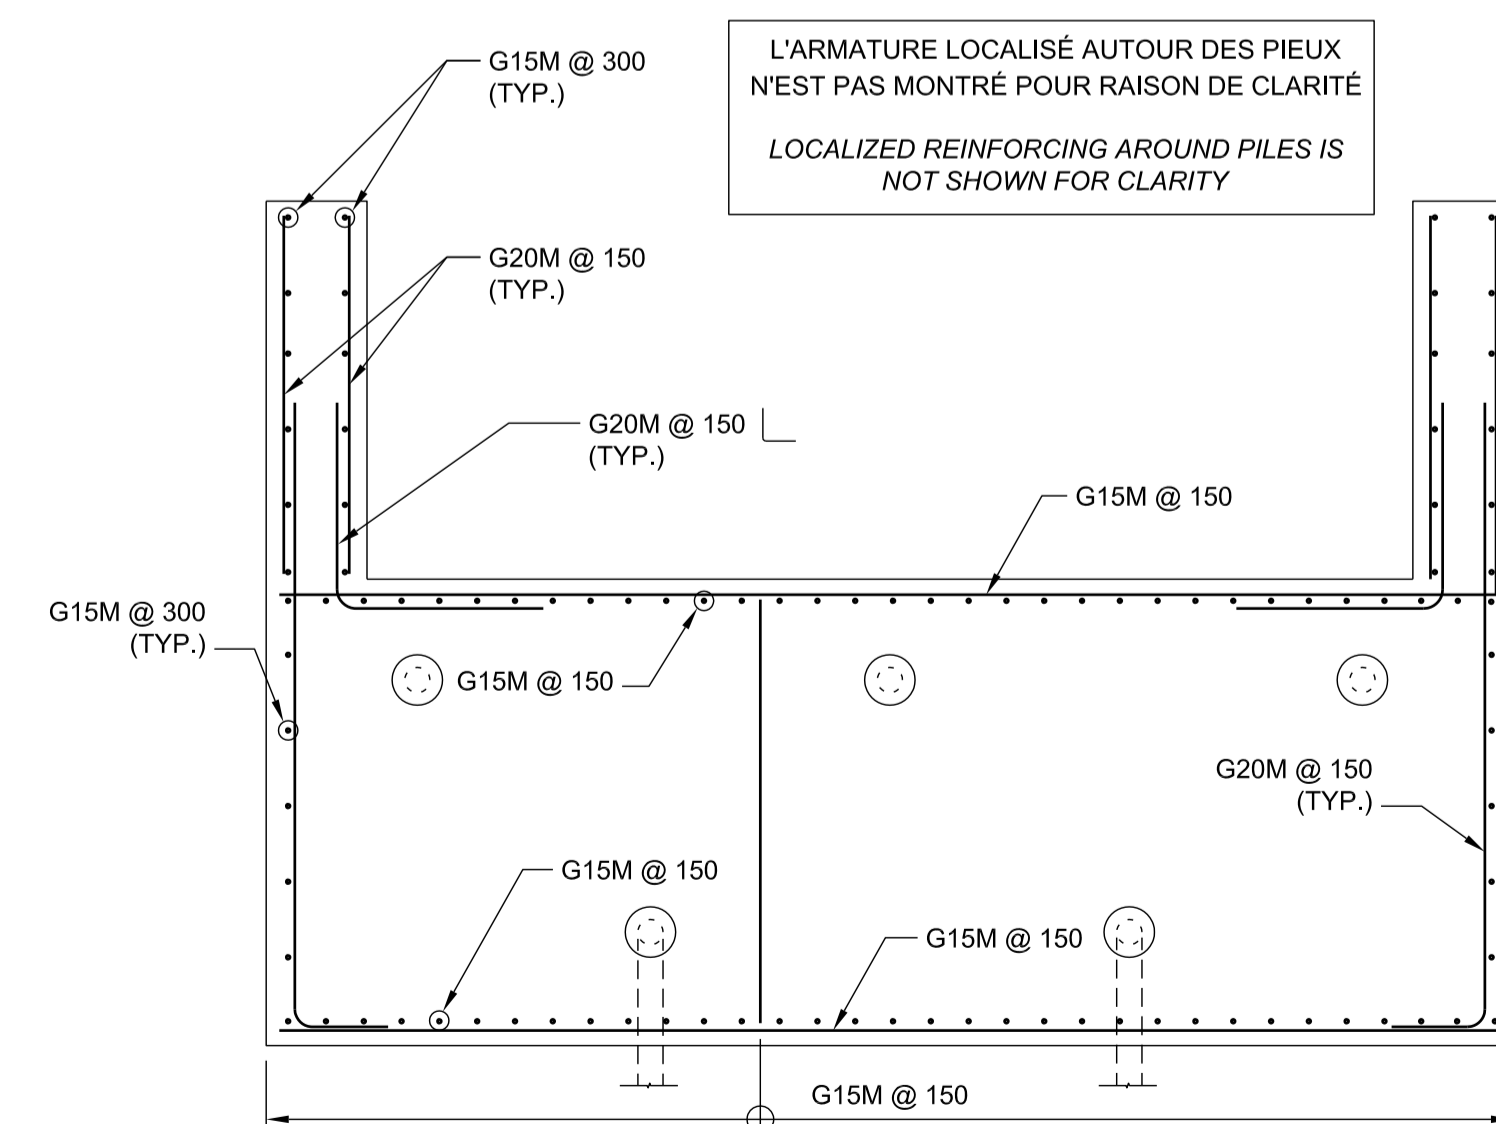 G15M @ 300
(TYP.)
L'ARMATURE LOCALISÉ AUTOUR DES PIEUX
N'EST PAS MONTRÉ POUR RAISON DE CLARITÉ
LOCALIZED REINFORCING AROUND PILES IS
NOT SHOWN FOR CLARITY
G20M @ 150
(TYP.)
G20M @ 150
(TYP.)
G15M @ 150
G15M @ 300
(TYP.)
G15M @ 150
G20M @ 150
(TYP.)
G15M @ 150
G15M @ 150
G15M @ 150